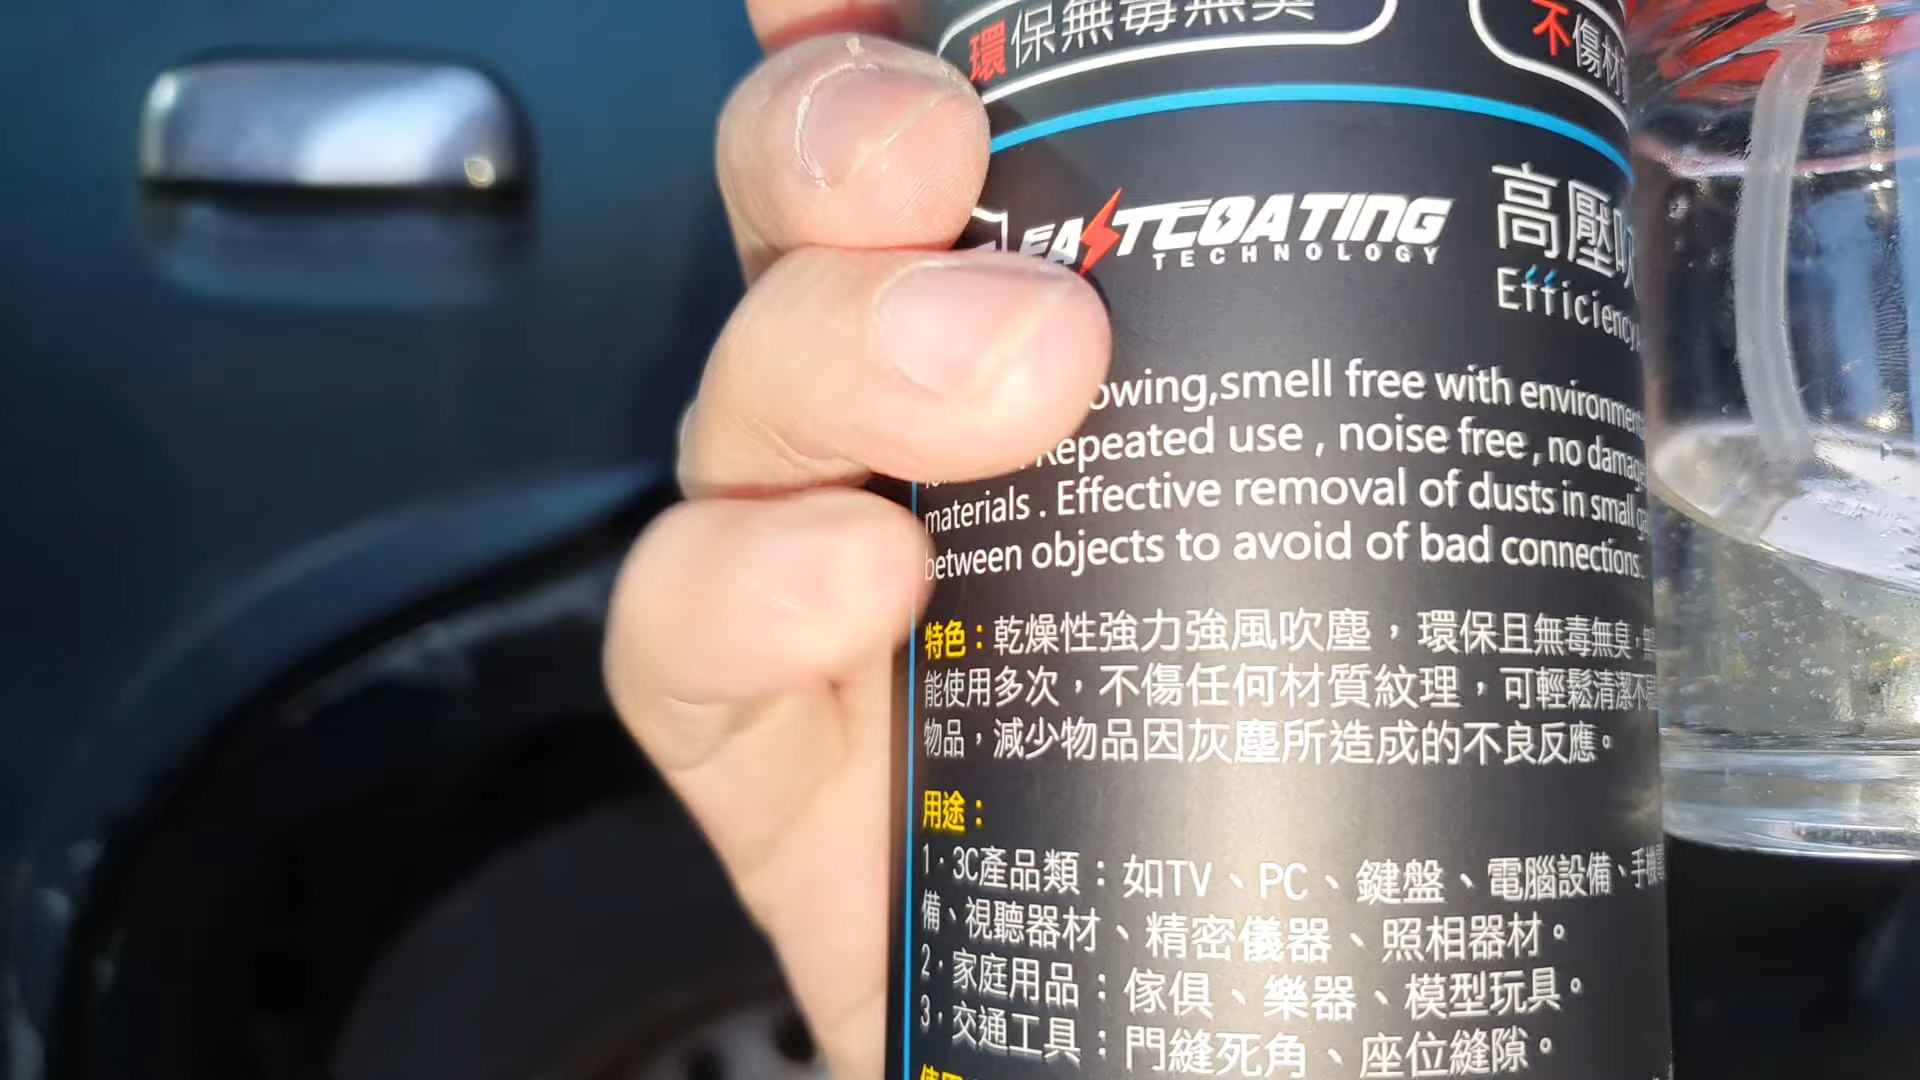 環保無毒無臭
不傷材
FASTCOATING
TECHNOLOGY
高壓吹
Efficiency
smell free with environmental
Repeated use , noise free , no damage
materials . Effective removal of dusts in small
between objects to avoid of bad connections.
特色：乾燥性強力強風吹塵，環保且無毒無臭，
能使用多次，不傷任何材質紋理，可輕鬆清潔不
物品，減少物品因灰塵所造成的不良反應。
用途：
1．3C產品類：如TV、PC、鍵盤、電腦設備、手機
備、視聽器材、精密儀器、照相器材。
2．家庭用品：傢俱、樂器、模型玩具。
3．交通工具：門縫死角、座位縫隙。